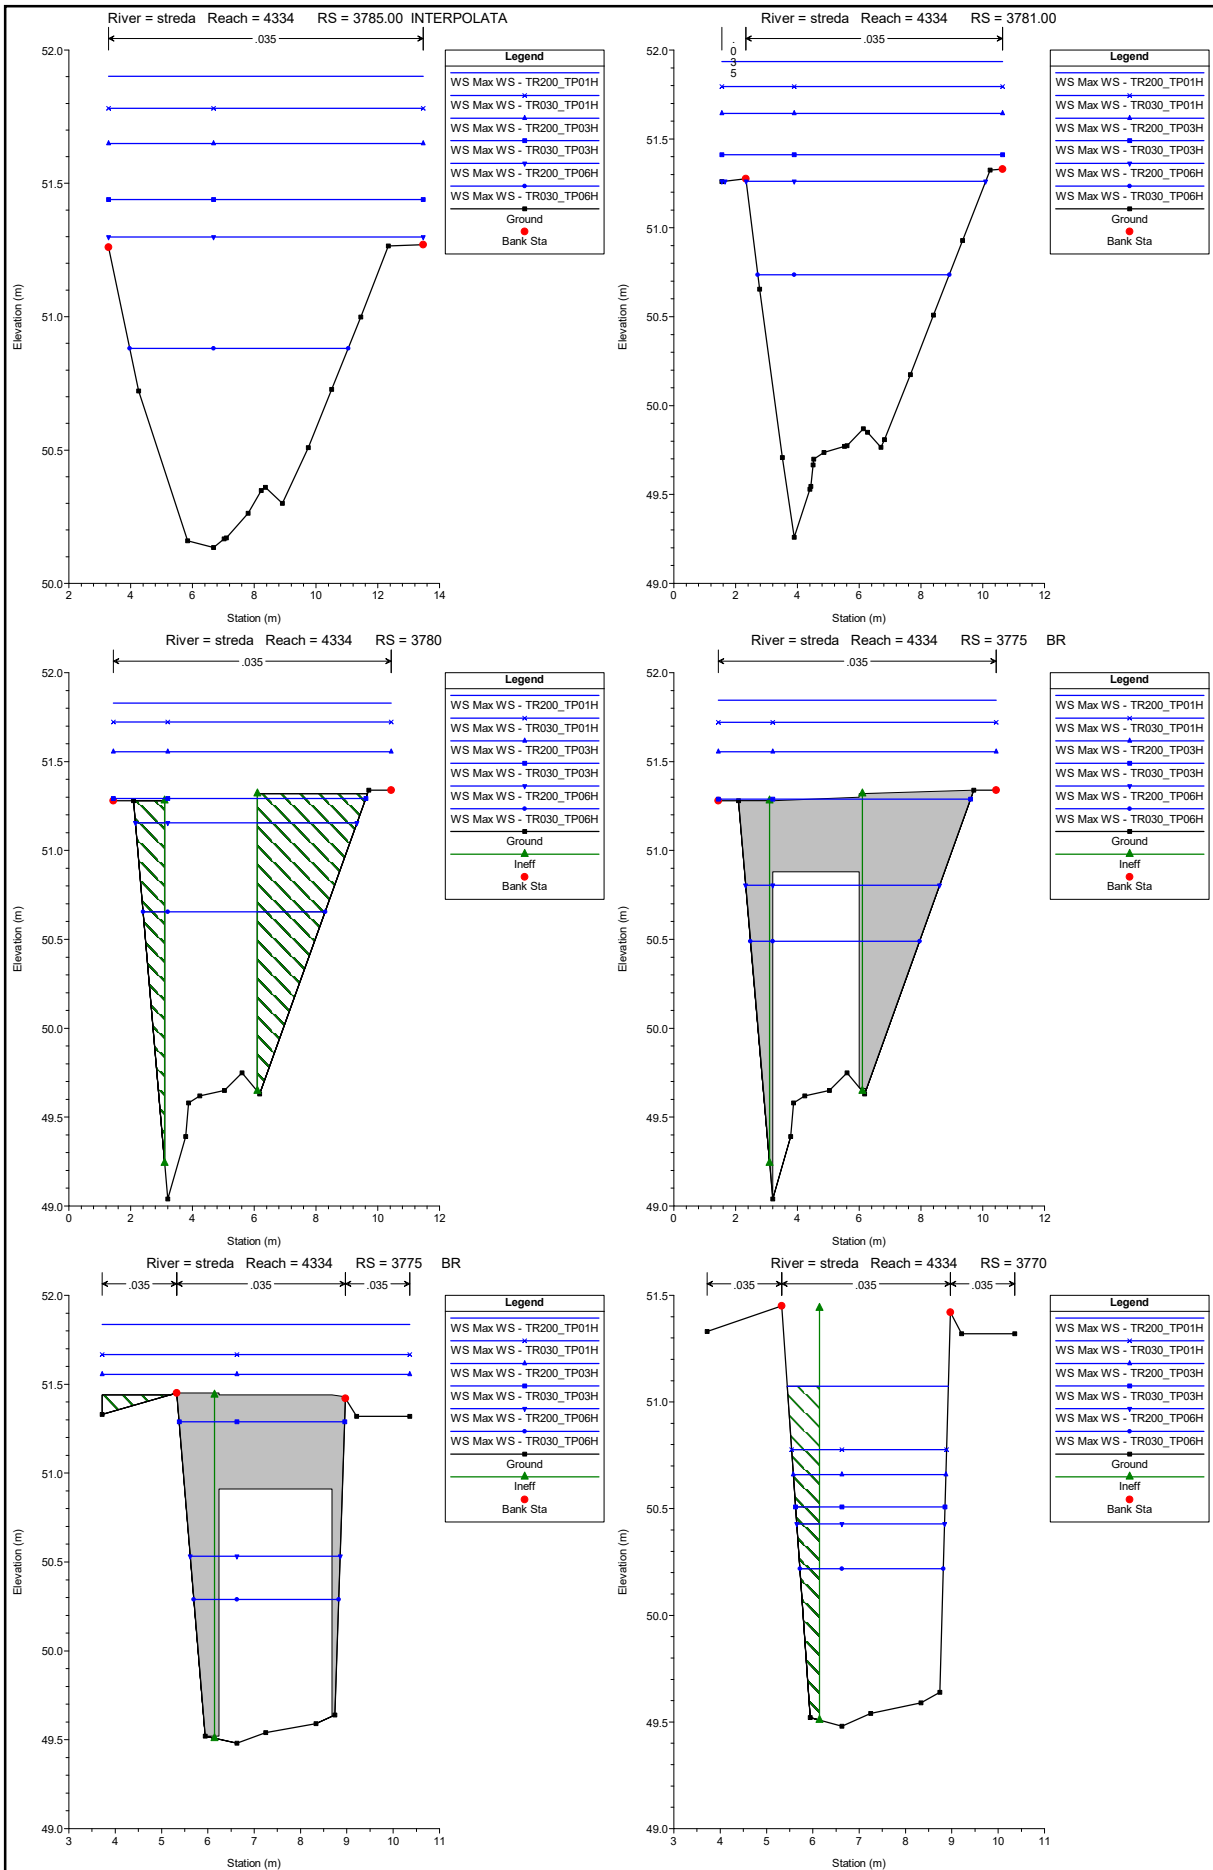 River = streda Reach = 4334 RS = 3785.00 INTERPOLATA
.035
52.0
51.5
51.0
50.5
50.0
2 4 6 8 10 12 14
Elevation (m)
Station (m)
Legend
WS Max WS - TR200_TP01H
WS Max WS - TR030_TP01H
WS Max WS - TR200_TP03H
WS Max WS - TR030_TP03H
WS Max WS - TR200_TP06H
WS Max WS - TR030_TP06H
Ground
Bank Sta
River = streda Reach = 4334 RS = 3781.00
.035
.035
52.0
51.5
51.0
50.5
50.0
49.5
49.0
0 2 4 6 8 10 12
Elevation (m)
Station (m)
Legend
WS Max WS - TR200_TP01H
WS Max WS - TR030_TP01H
WS Max WS - TR200_TP03H
WS Max WS - TR030_TP03H
WS Max WS - TR200_TP06H
WS Max WS - TR030_TP06H
Ground
Bank Sta
River = streda Reach = 4334 RS = 3780
.035
52.0
51.5
51.0
50.5
50.0
49.5
49.0
0 2 4 6 8 10 12
Elevation (m)
Station (m)
Legend
WS Max WS - TR200_TP01H
WS Max WS - TR030_TP01H
WS Max WS - TR200_TP03H
WS Max WS - TR030_TP03H
WS Max WS - TR200_TP06H
WS Max WS - TR030_TP06H
Ground
Ineff
Bank Sta
River = streda Reach = 4334 RS = 3775 BR
.035
52.0
51.5
51.0
50.5
50.0
49.5
49.0
0 2 4 6 8 10 12
Elevation (m)
Station (m)
Legend
WS Max WS - TR200_TP01H
WS Max WS - TR030_TP01H
WS Max WS - TR200_TP03H
WS Max WS - TR030_TP03H
WS Max WS - TR200_TP06H
WS Max WS - TR030_TP06H
Ground
Ineff
Bank Sta
River = streda Reach = 4334 RS = 3775 BR
.035 .035 .035
52.0
51.5
51.0
50.5
50.0
49.5
49.0
3 4 5 6 7 8 9 10 11
Elevation (m)
Station (m)
Legend
WS Max WS - TR200_TP01H
WS Max WS - TR030_TP01H
WS Max WS - TR200_TP03H
WS Max WS - TR030_TP03H
WS Max WS - TR200_TP06H
WS Max WS - TR030_TP06H
Ground
Ineff
Bank Sta
River = streda Reach = 4334 RS = 3770
.035 .035 .035
51.5
51.0
50.5
50.0
49.5
49.0
3 4 5 6 7 8 9 10 11
Elevation (m)
Station (m)
Legend
WS Max WS - TR200_TP01H
WS Max WS - TR030_TP01H
WS Max WS - TR200_TP03H
WS Max WS - TR030_TP03H
WS Max WS - TR200_TP06H
WS Max WS - TR030_TP06H
Ground
Ineff
Bank Sta